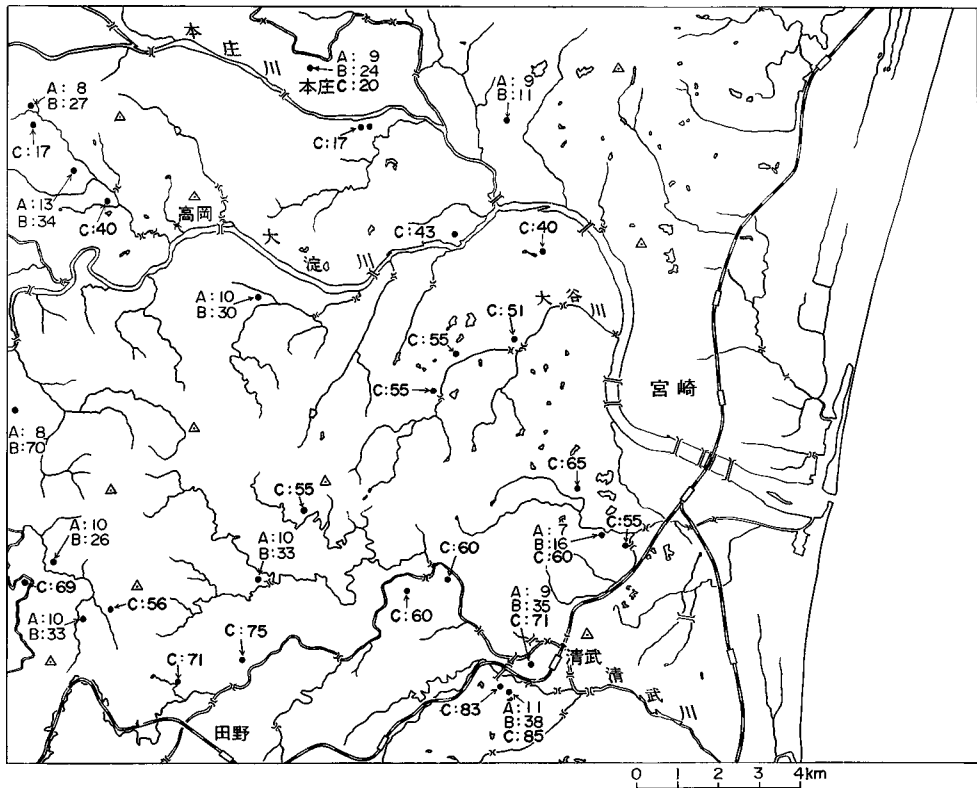 本庄川
A: 9
B:24
本庄 C:20
A: 8
B:27
A: 9
B:11
C:17
C:17
A:13
B:34
C:40
高岡
大淀川
C:43
C:40
A:10
B:30
大谷川
C:51
C:55
C:55
宮崎
A: 8
B:70
C:65
C:55
A:10
B:33
A: 7
B:16
C:60
C:55
A:10
B:26
C:69
C:60
C:60
C:56
A:10
B:33
A: 9
B:35
C:71
C:75
C:71
清武
清武川
C:83
A:11
B:38
C:85
田野
0 1 2 3 4km